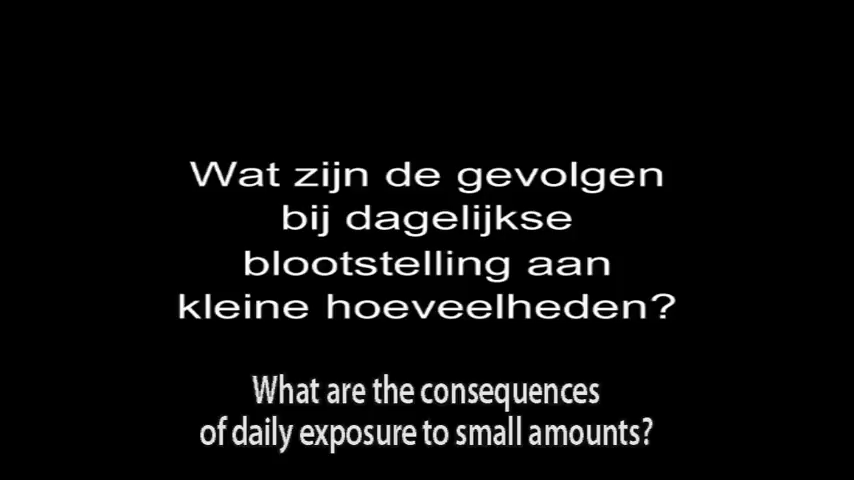 Wat zijn de gevolgen
bij dagelijkse
blootstelling aan
kleine hoeveelheden?
What are the consequences
of daily exposure to small amounts?